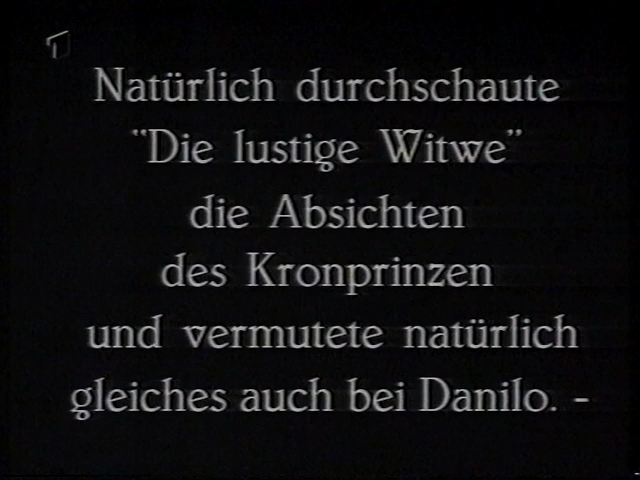 Natürlich durchschaute
"Die lustige Witwe"
die Absichten
des Kronprinzen
und vermutete natürlich
gleiches auch bei Danilo. -